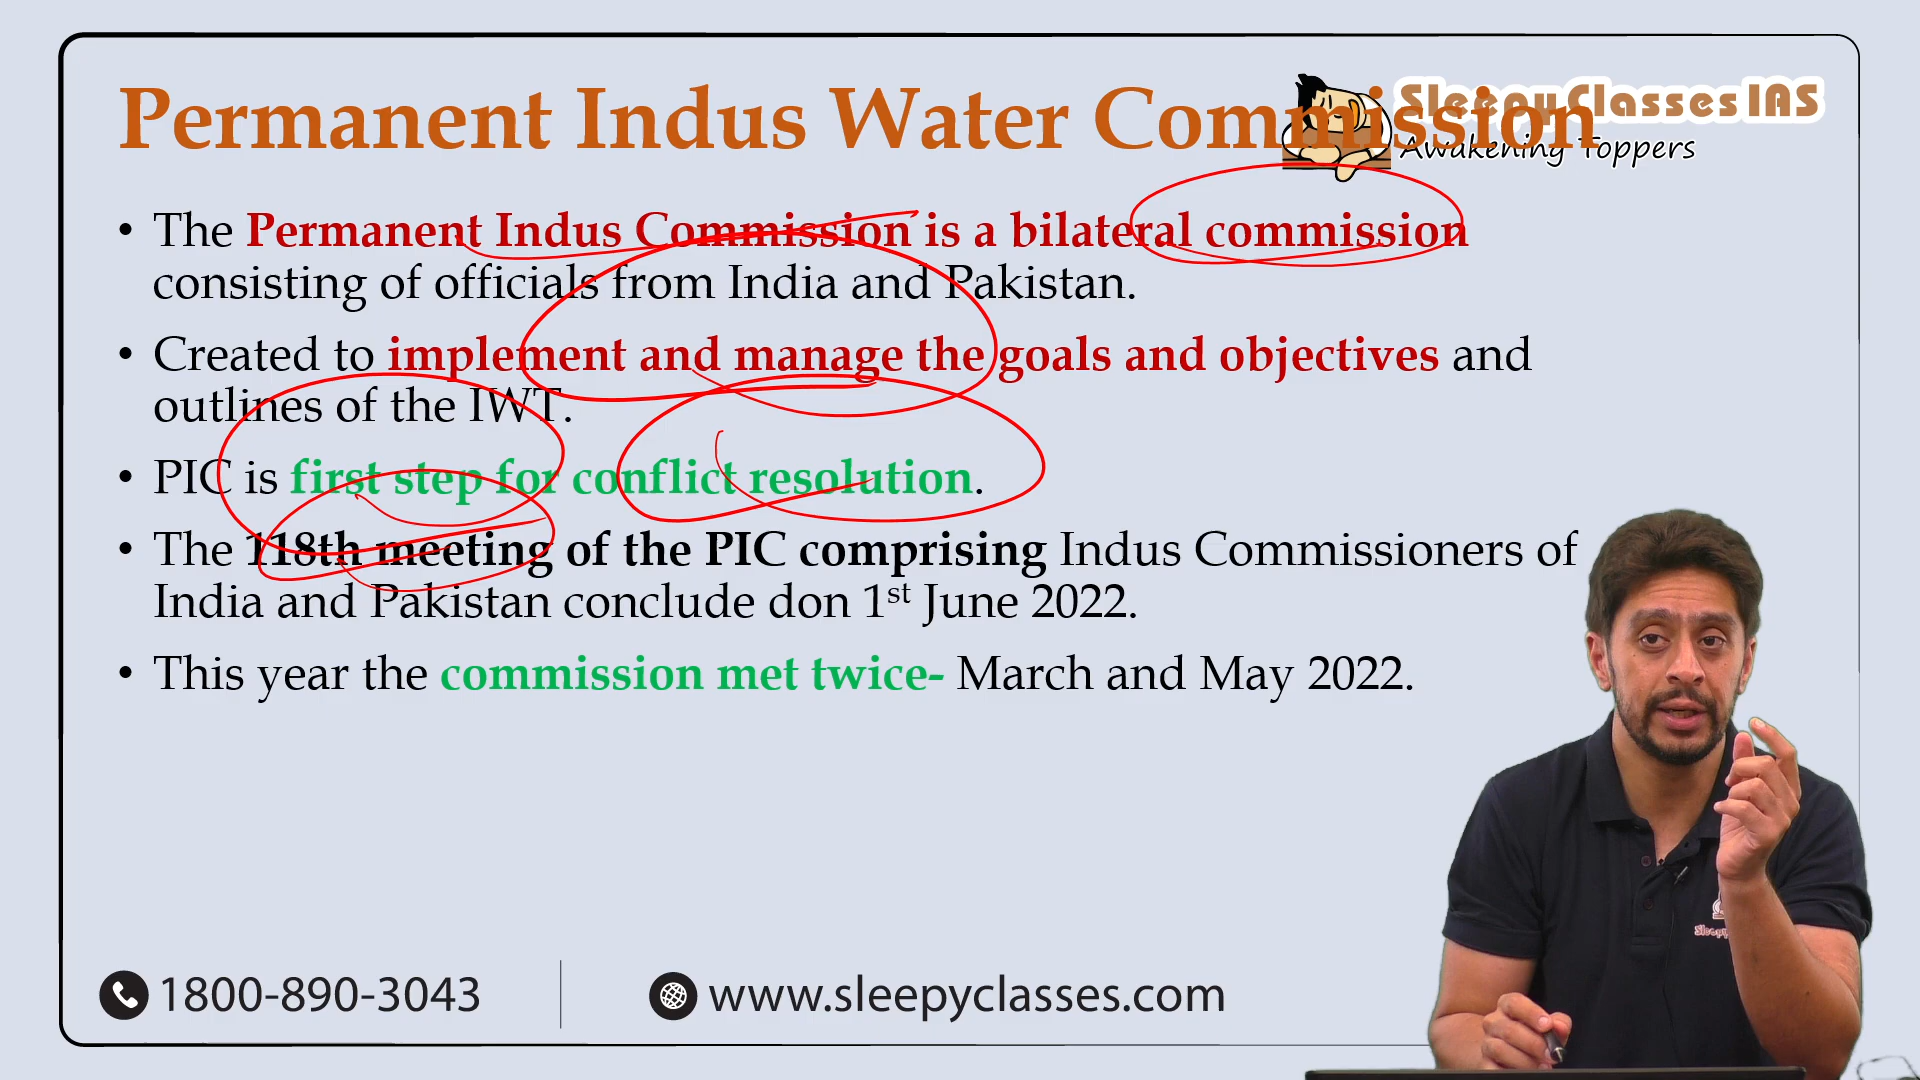 Permanent Indus Water Commission
SleepyClasses IAS
Awakening Toppers
• The Permanent Indus Commission is a bilateral commission
consisting of officials from India and Pakistan.
• Created to implement and manage the goals and objectives and
outlines of the IWT.
• PIC is first step for conflict resolution.
• The 118th meeting of the PIC comprising Indus Commissioners of
India and Pakistan conclude don 1st June 2022.
• This year the commission met twice- March and May 2022.
1800-890-3043
www.sleepyclasses.com